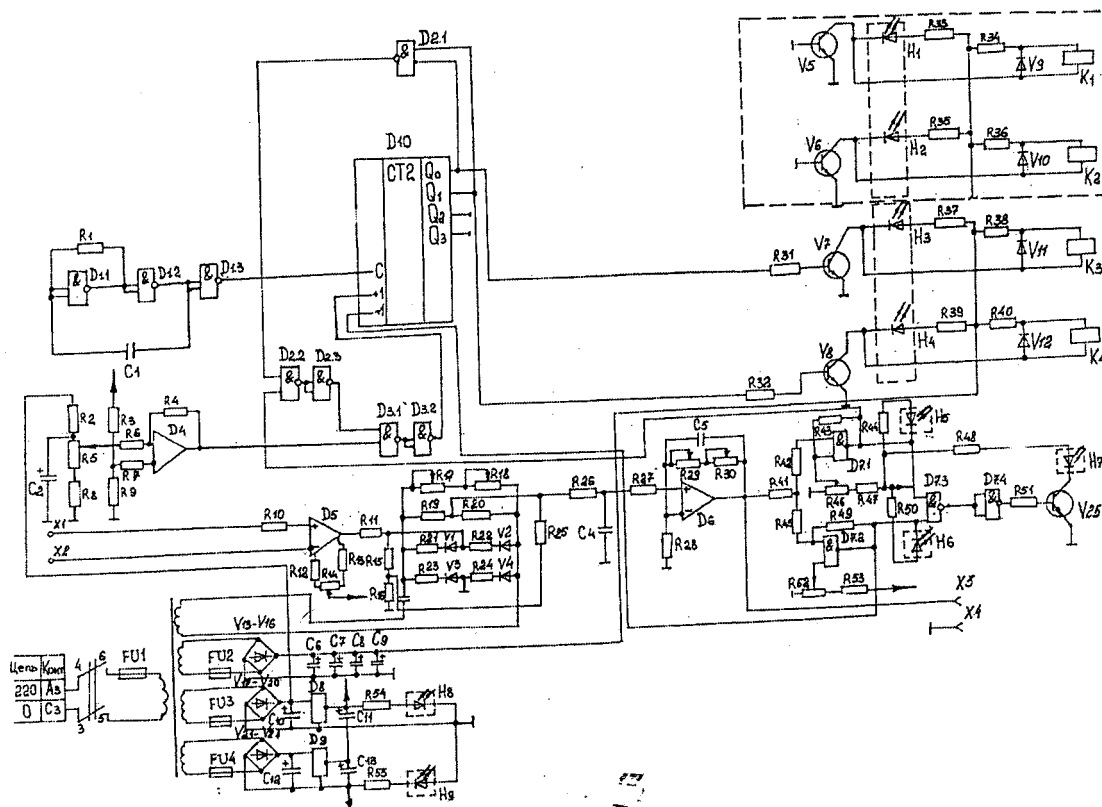 D2.1
&
D10
CT2
Q0
Q1
Q2
Q3
C
+1
R1
&
D1.1
&
D1.2
&
D1.3
C1
V5
H1
R33
R34
V9
K1
V6
H2
R35
R36
V10
K2
R31
V7
H3
R37
R38
V11
K3
R32
V8
H4
R39
R40
V12
K4
D2.2
D2.3
&
&
D3.1
D3.2
&
&
R2
R3
R4
R5
R6
R7
R8
R9
D4
C2
X1
X2
R10
D5
R11
R12
R13
R14
R15
R16
R17
R18
R19
R20
R21
V1
R22
V2
R23
V3
R24
V4
R25
R26
C4
R27
R28
C5
R29
R30
D6
R41
R42
R43
&
D7.1
R44
H5
R45
R46
R47
R48
R49
&
D7.2
R50
H6
&
D7.3
&
D7.4
R51
H7
V25
R52
R53
X3
X4
V13-V16
FU2
C6
C7
C8
C9
V17-V20
FU3
C10
D8
C11
R54
H8
V21-V24
FU4
C12
D9
C13
R55
H9
Цепь Конт
220 A3
0 C3
4
6
3
5
FU1